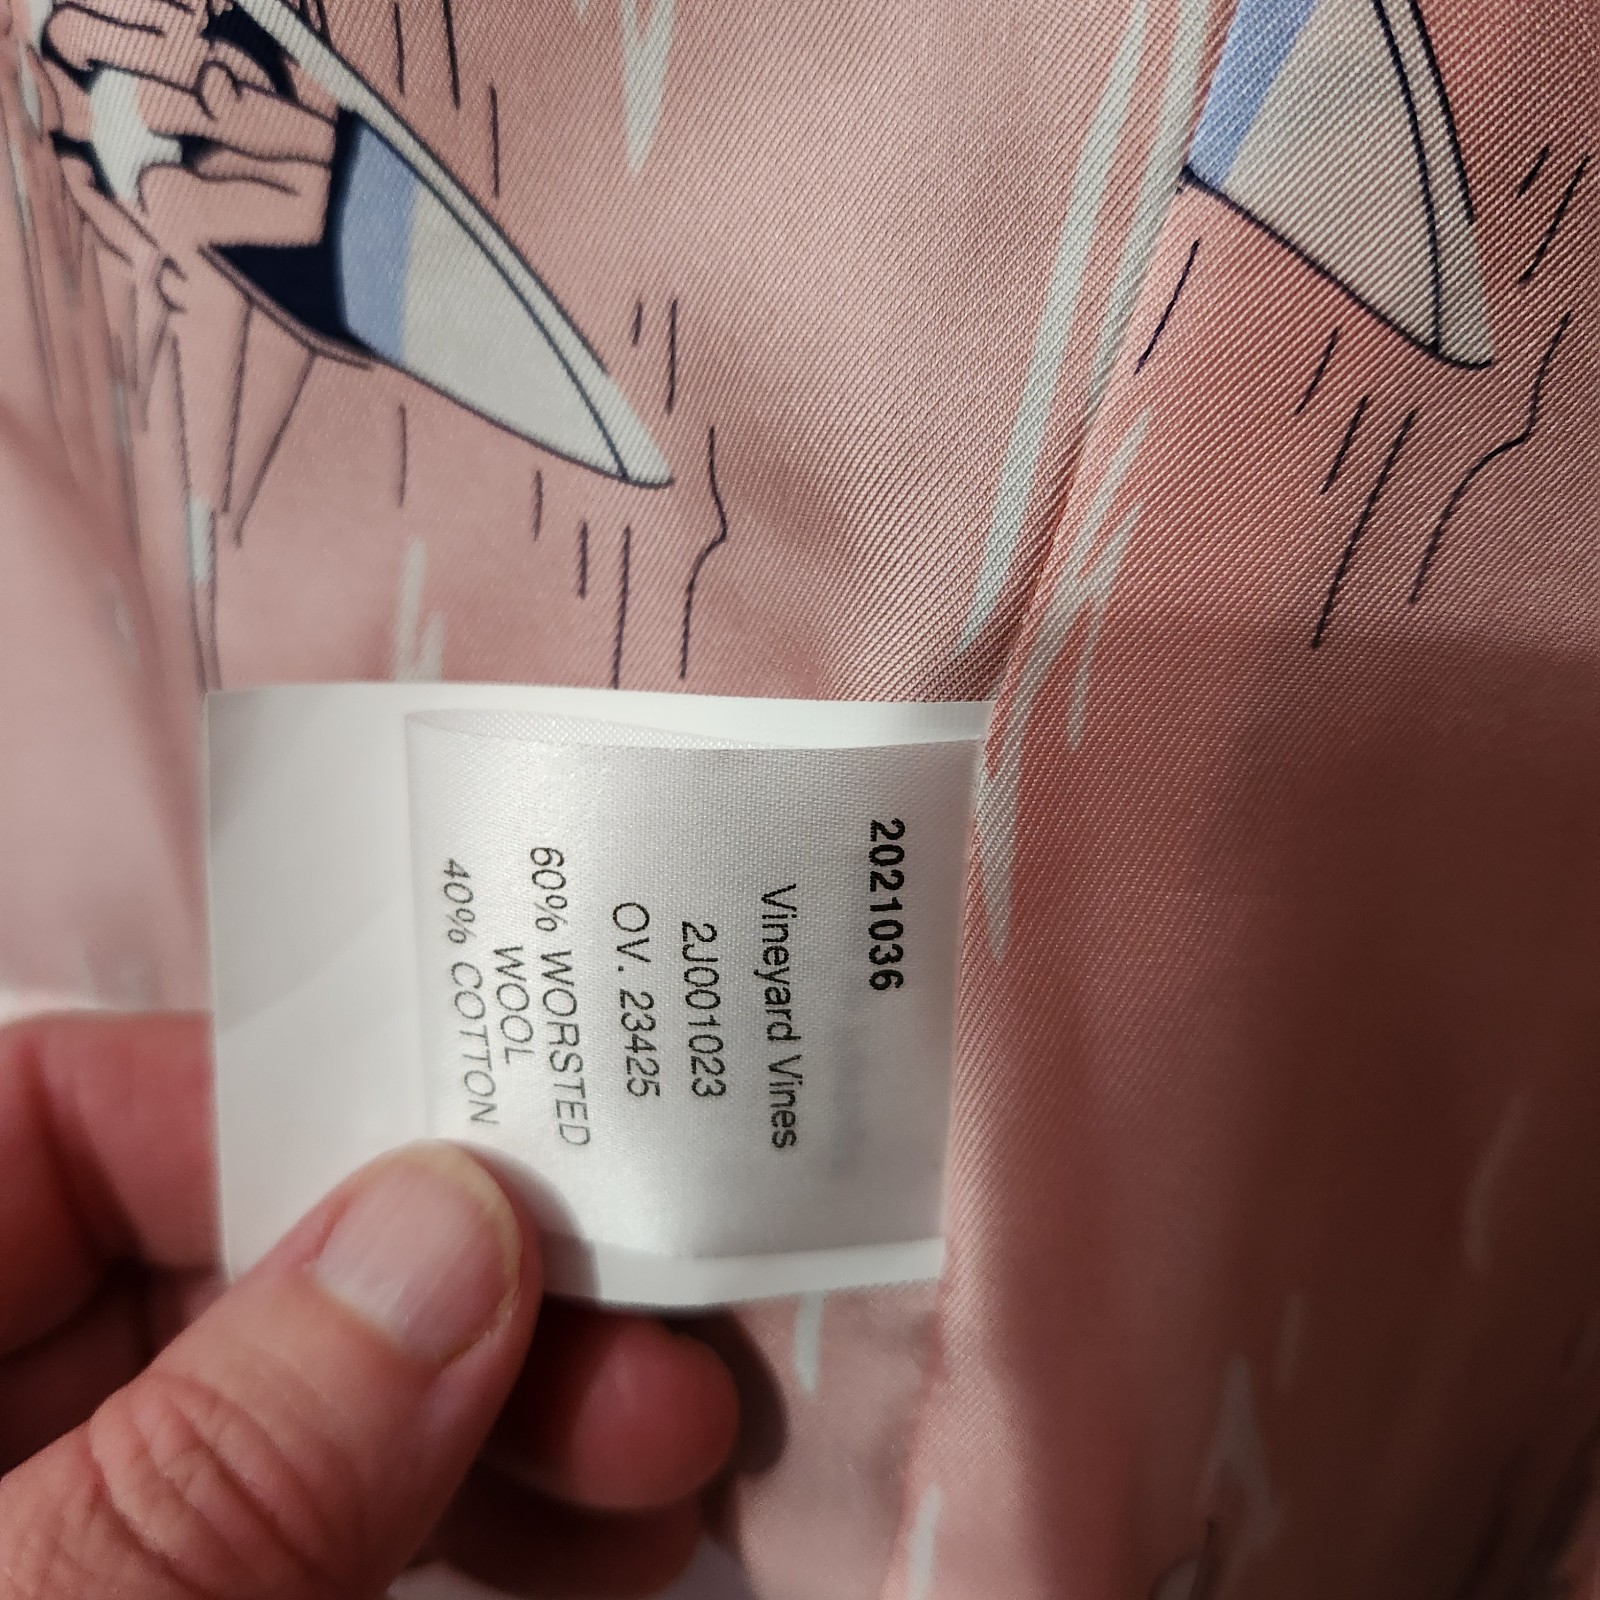 2021036
Vineyard Vines
2J001023
OV. 23425
60% WORSTED
WOOL
40% COTTON